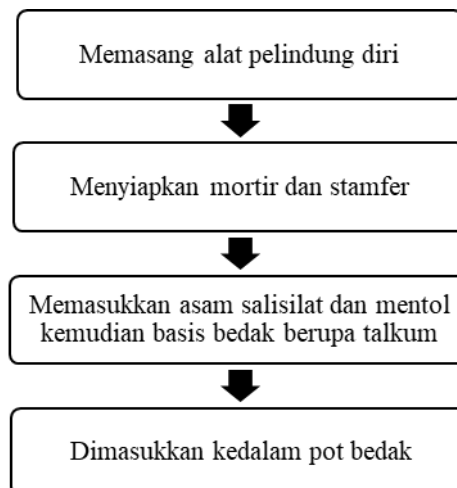 Memasang alat pelindung diri
Menyiapkan mortir dan stamfer
Memasukkan asam salisilat dan mentol
kemudian basis bedak berupa talkum
Dimasukkan kedalam pot bedak